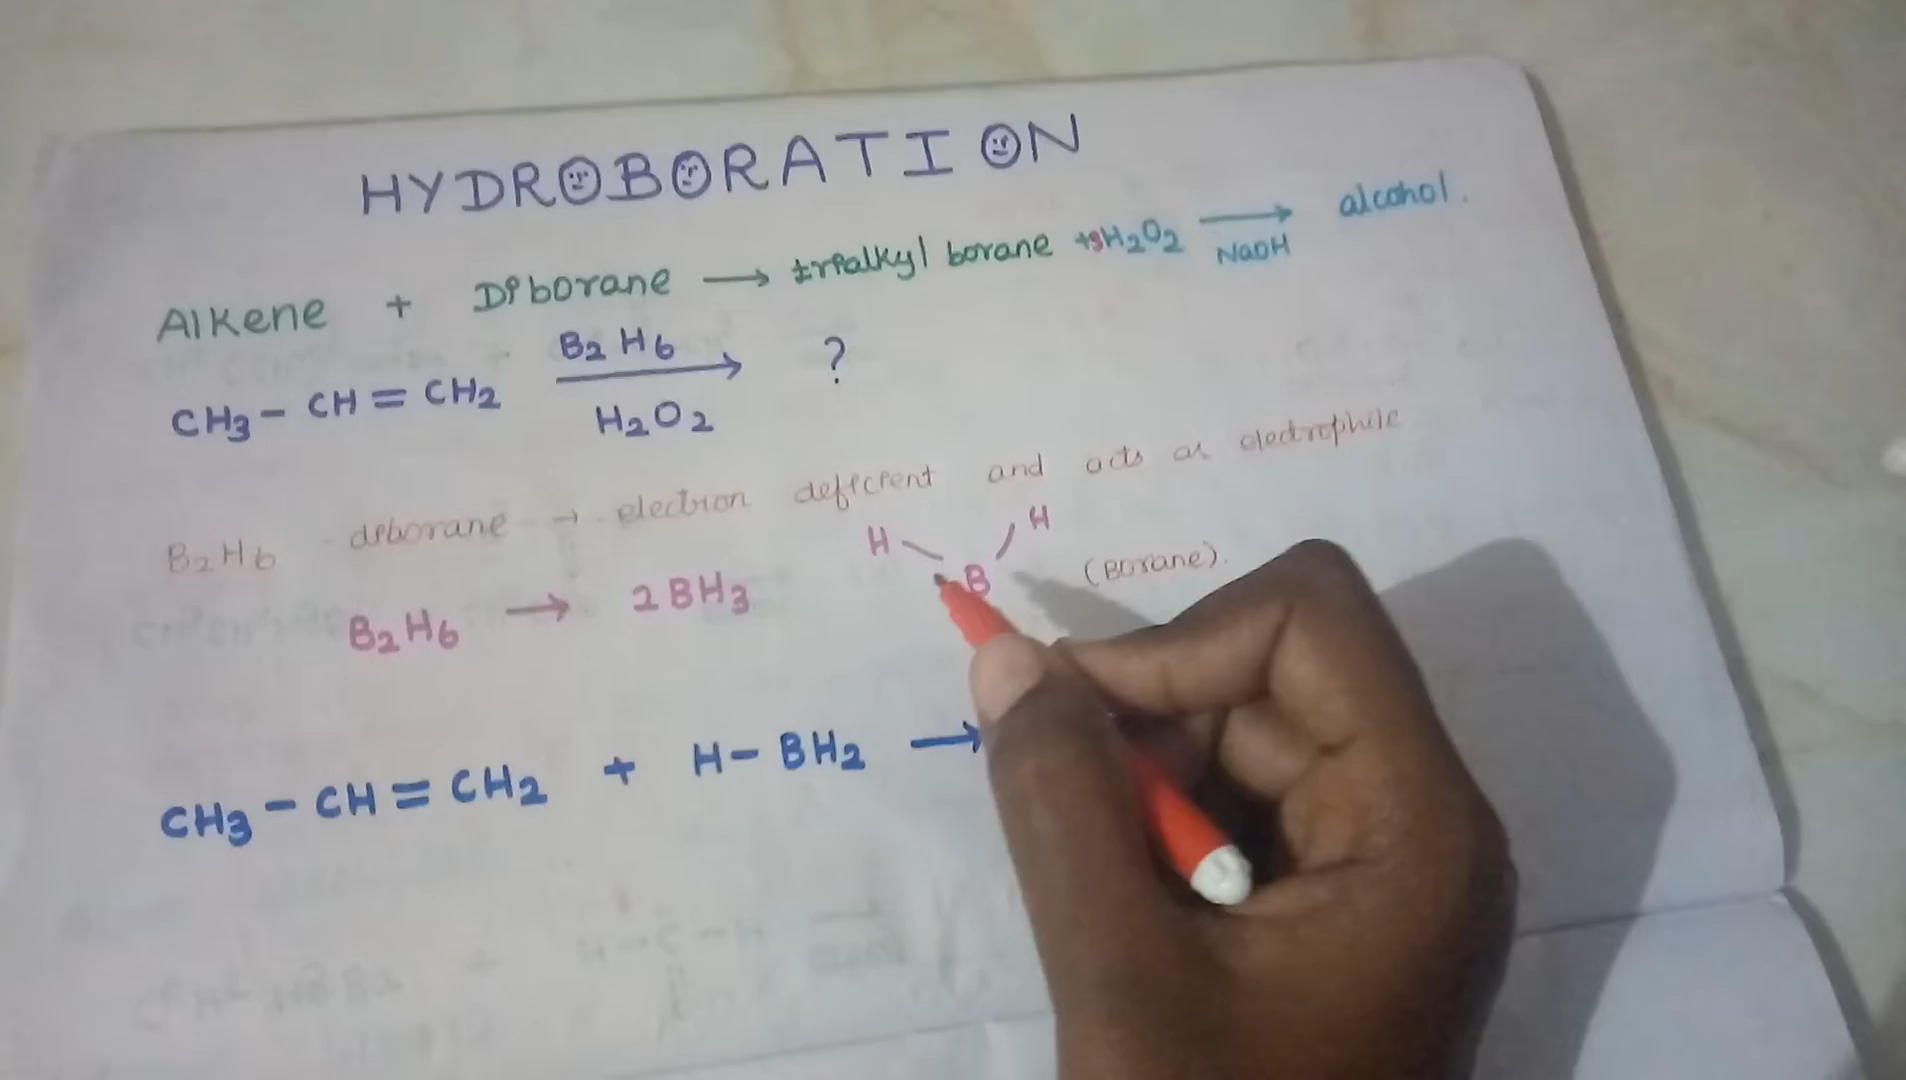 HYDROBORATION
Alkene + Diborane → trialkyl borane +3H2O2 → alcohol.
NaOH
B2H6
CH3 - CH = CH2 → ?
H2O2
B2H6 - diborane → electron deficient and acts as electrophile
H H
B2H6 → 2BH3 B (Borane).
CH3 - CH = CH2 + H - BH2 →